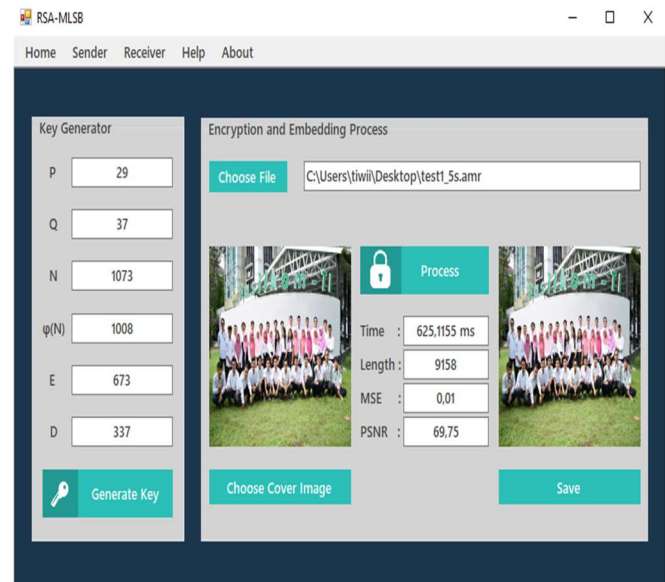 RSA-MLSB
Home Sender Receiver Help About
Key Generator
P 29
Q 37
N 1073
φ(N) 1008
E 673
D 337
Generate Key
Encryption and Embedding Process
Choose File C:\Users\tiwii\Desktop\test1_5s.amr
Process
Time : 625,1155 ms
Length : 9158
MSE : 0,01
PSNR : 69,75
Choose Cover Image
Save